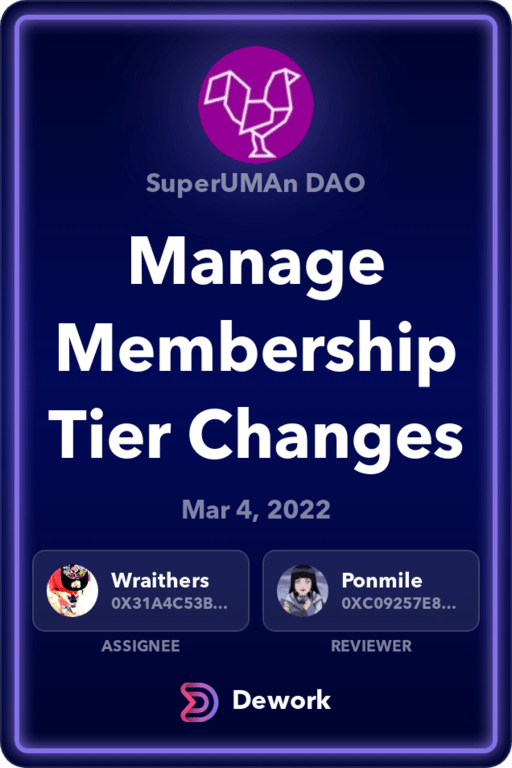 SuperUMAn DAO
Manage
Membership
Tier Changes
Mar 4, 2022
Wraithers
0X31A4C53B...
Ponmile
0XC09257E8...
ASSIGNEE
REVIEWER
Dework